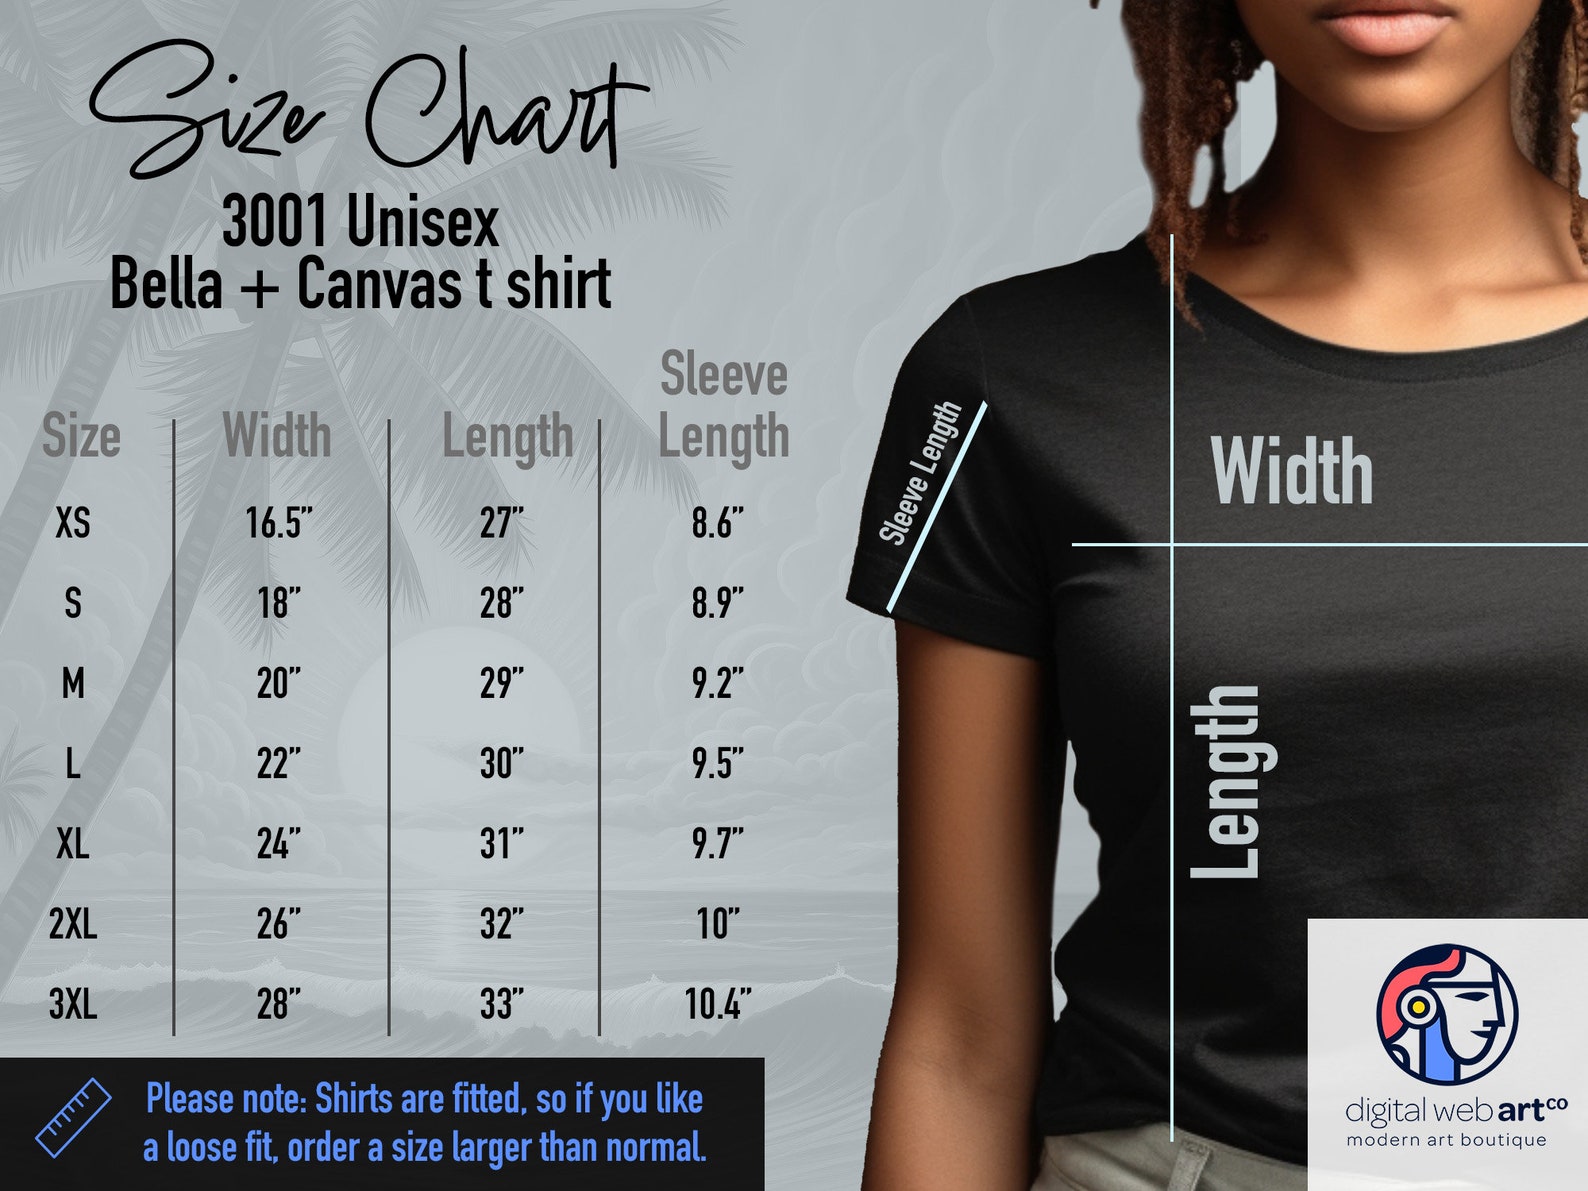 Size Chart
3001 Unisex
Bella + Canvas t shirt
Size Width Length Sleeve Length
XS 16.5” 27” 8.6”
S 18” 28” 8.9”
M 20” 29” 9.2”
L 22” 30” 9.5”
XL 24” 31” 9.7”
2XL 26” 32” 10”
3XL 28” 33” 10.4”
Please note: Shirts are fitted, so if you like
a loose fit, order a size larger than normal.
Sleeve Length
Width
Length
digital web artco
modern art boutique